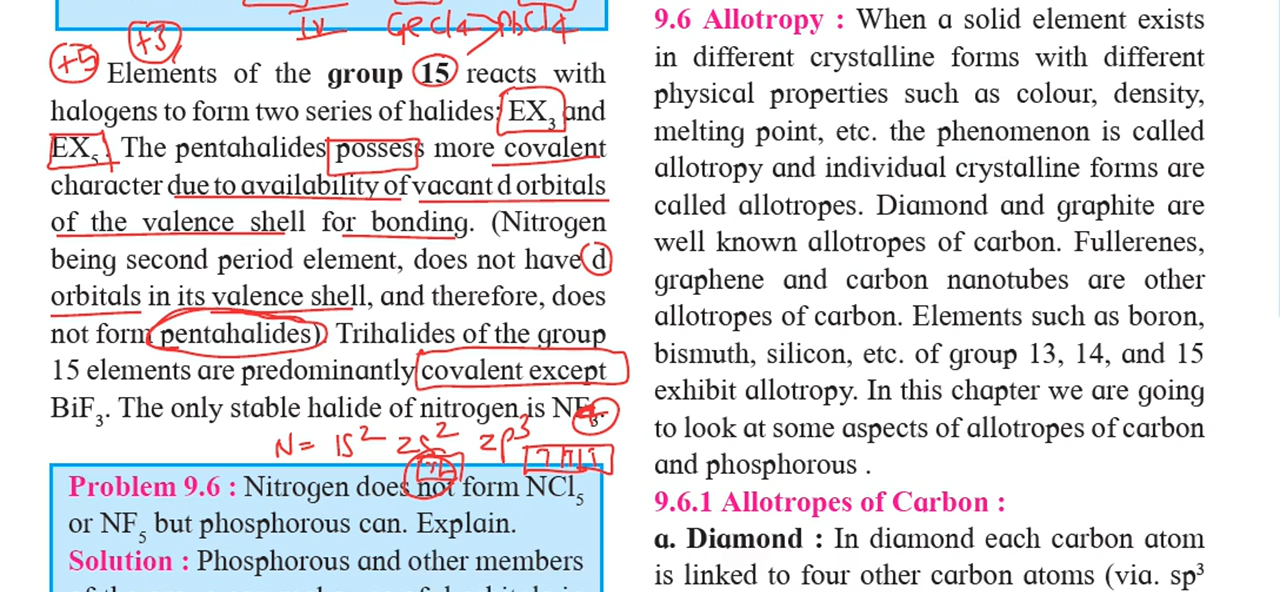 IV GeCl4 PbCl4
+5 +3
Elements of the group 15 reacts with
halogens to form two series of halides: EX₃ and
EX₅. The pentahalides possess more covalent
character due to availability of vacant d orbitals
of the valence shell for bonding. (Nitrogen
being second period element, does not have d
orbitals in its valence shell, and therefore, does
not form pentahalides) Trihalides of the group
15 elements are predominantly covalent except
BiF₃. The only stable halide of nitrogen is NF₃.
N = 1s² 2s² 2p³
Problem 9.6 : Nitrogen does not form NCl₅
or NF₅ but phosphorous can. Explain.
Solution : Phosphorous and other members
9.6 Allotropy : When a solid element exists
in different crystalline forms with different
physical properties such as colour, density,
melting point, etc. the phenomenon is called
allotropy and individual crystalline forms are
called allotropes. Diamond and graphite are
well known allotropes of carbon. Fullerenes,
graphene and carbon nanotubes are other
allotropes of carbon. Elements such as boron,
bismuth, silicon, etc. of group 13, 14, and 15
exhibit allotropy. In this chapter we are going
to look at some aspects of allotropes of carbon
and phosphorous .
9.6.1 Allotropes of Carbon :
a. Diamond : In diamond each carbon atom
is linked to four other carbon atoms (via. sp³